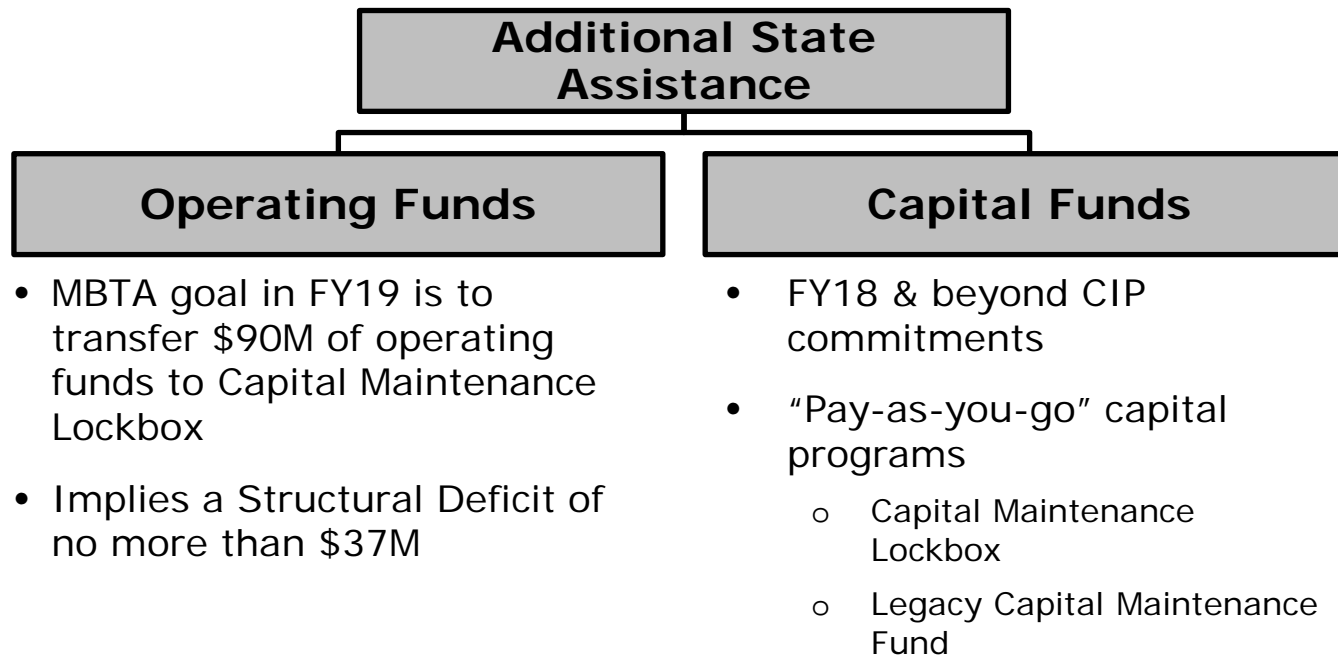 Additional State
Assistance
Operating Funds
• MBTA goal in FY19 is to
transfer $90M of operating
funds to Capital Maintenance
Lockbox
• Implies a Structural Deficit of
no more than $37M
Capital Funds
• FY18 & beyond CIP
commitments
• “Pay-as-you-go” capital
programs
o Capital Maintenance
Lockbox
o Legacy Capital Maintenance
Fund